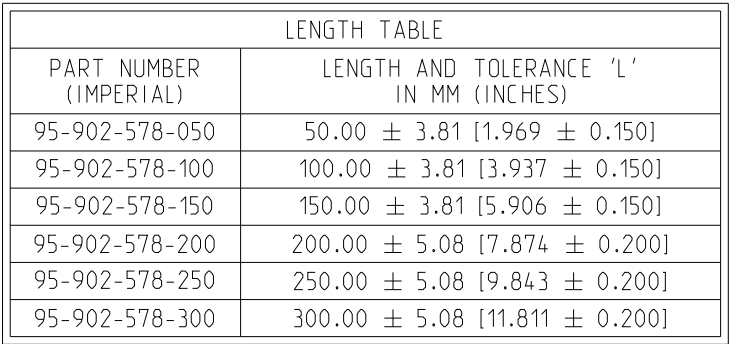 LENGTH TABLE
PART NUMBER
(IMPERIAL)
LENGTH AND TOLERANCE 'L'
IN MM (INCHES)
95-902-578-050 50.00 ± 3.81 [1.969 ± 0.150]
95-902-578-100 100.00 ± 3.81 [3.937 ± 0.150]
95-902-578-150 150.00 ± 3.81 [5.906 ± 0.150]
95-902-578-200 200.00 ± 5.08 [7.874 ± 0.200]
95-902-578-250 250.00 ± 5.08 [9.843 ± 0.200]
95-902-578-300 300.00 ± 5.08 [11.811 ± 0.200]